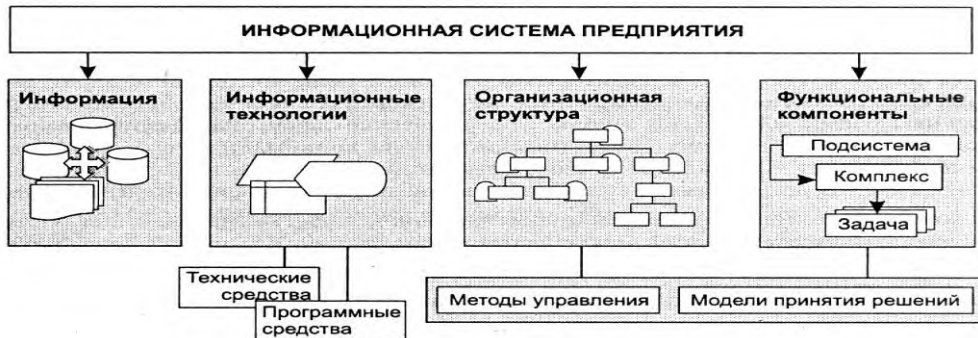 ИНФОРМАЦИОННАЯ СИСТЕМА ПРЕДПРИЯТИЯ
Информация
Информационные
технологии
Организационная
структура
Функциональные
компоненты
Подсистема
Комплекс
Задача
Технические
средства
Программные
средства
Методы управления
Модели принятия решений